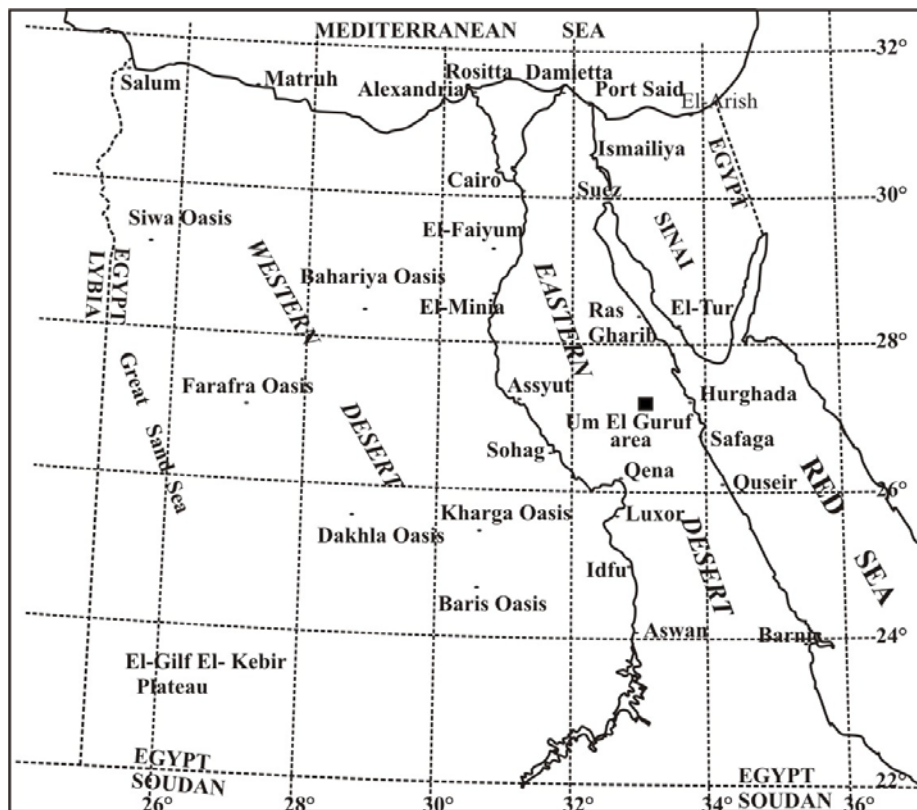 MEDITERRANEAN SEA
32°
Salum
Matruh
Alexandria
Rositta
Damietta
Port Said
El-Arish
Ismailiya
EGYPT
Cairo
Suez
30°
Siwa Oasis
El-Faiyum
SINAI
LYBIA
EGYPT
WESTERN
Bahariya Oasis
El-Minia
EASTERN
Ras
Gharib
El-Tur
28°
Great
Farafra Oasis
Assyut
Hurghada
Um El Guruf
area
Sand Sea
DESERT
Sohag
Safaga
RED
Qena
Quseir
26°
Kharga Oasis
Luxor
Dakhla Oasis
DESERT
Idfu
SEA
Baris Oasis
Aswan
Barnis
24°
El-Gilf El- Kebir
Plateau
EGYPT
SOUDAN
EGYPT
SOUDAN
22°
26°
28°
30°
32°
34°
36°